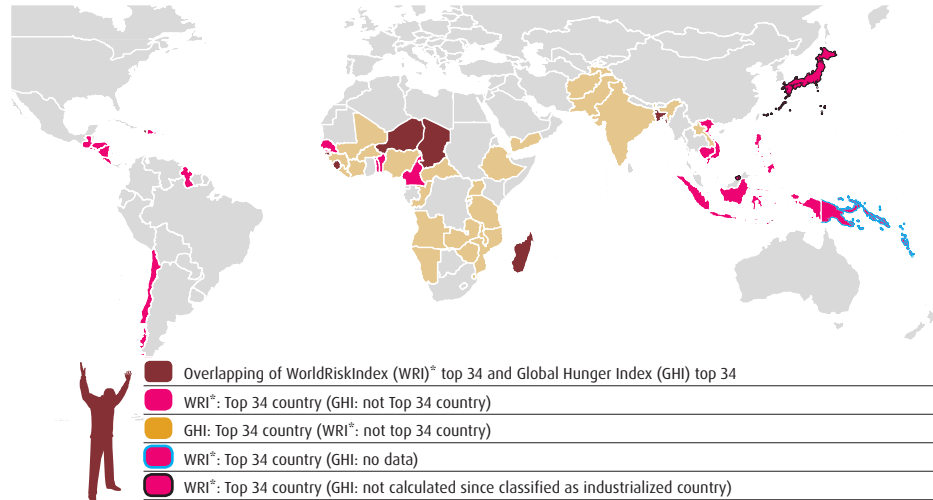 Overlapping of WorldRiskIndex (WRI)* top 34 and Global Hunger Index (GHI) top 34
WRI*: Top 34 country (GHI: not Top 34 country)
GHI: Top 34 country (WRI*: not top 34 country)
WRI*: Top 34 country (GHI: no data)
WRI*: Top 34 country (GHI: not calculated since classified as industrialized country)